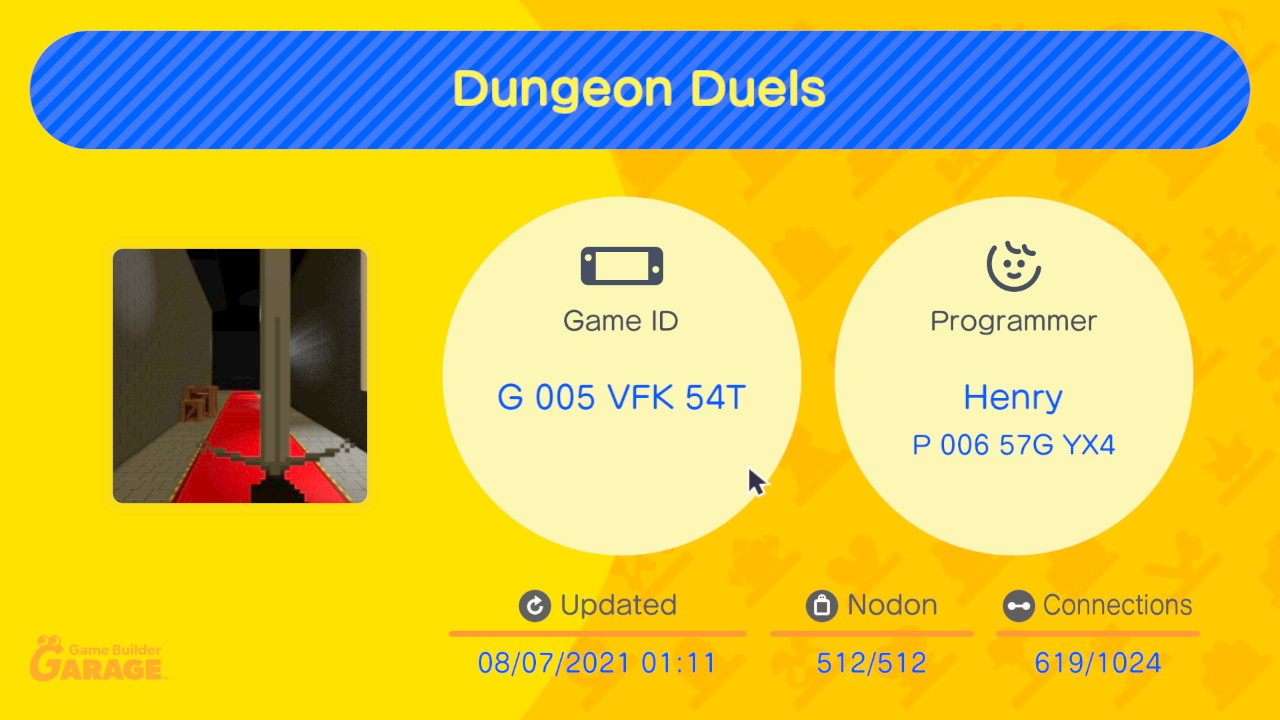 Dungeon Duels
Game ID
G 005 VFK 54T
Programmer
Henry
P 006 57G YX4
Updated
08/07/2021 01:11
Nodon
512/512
Connections
619/1024
Game Builder
GARAGE